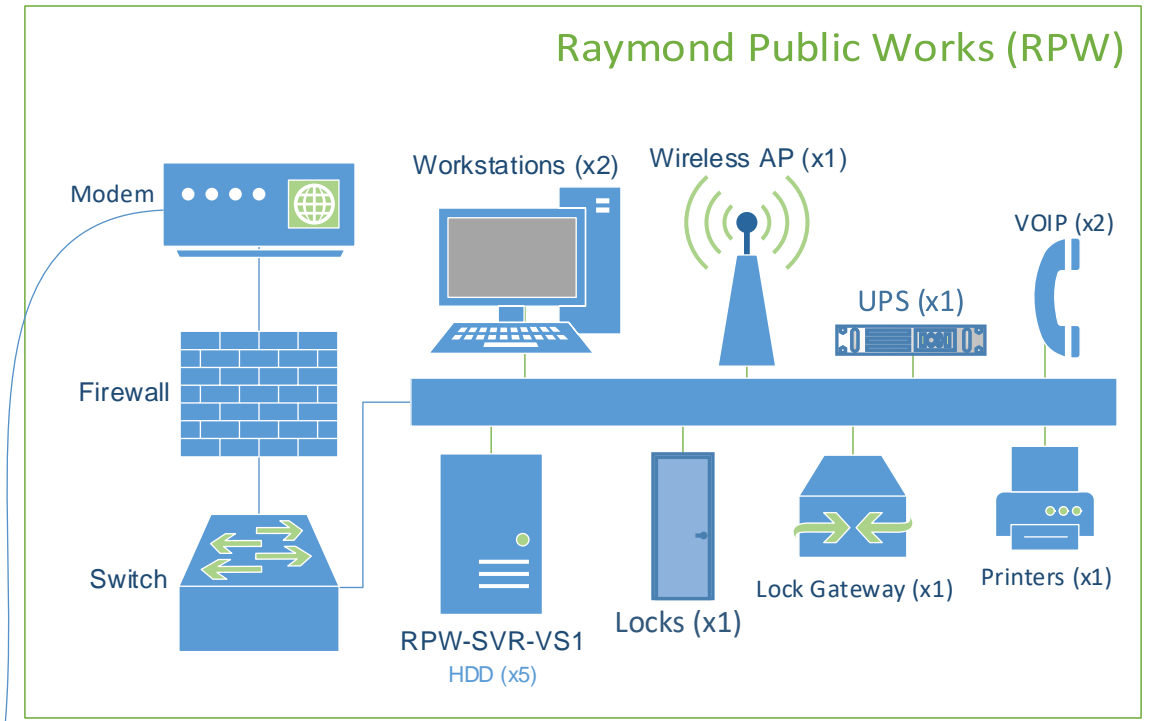 Raymond Public Works (RPW)
Workstations (x2)
Wireless AP (x1)
Modem
VOIP (x2)
UPS (x1)
Firewall
Switch
Lock Gateway (x1)
Printers (x1)
Locks (x1)
RPW-SVR-VS1
HDD (x5)